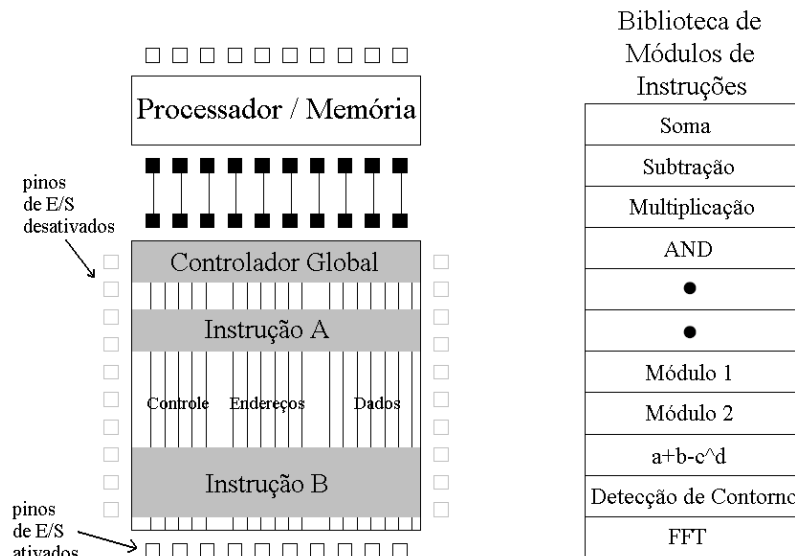 Biblioteca de
Módulos de
Instruções
Processador / Memória
pinos
de E/S
desativados
Controlador Global
Instrução A
Controle Endereços Dados
Instrução B
pinos
de E/S
ativados
Soma
Subtração
Multiplicação
AND
Módulo 1
Módulo 2
a+b-c^d
Detecção de Contorno
FFT